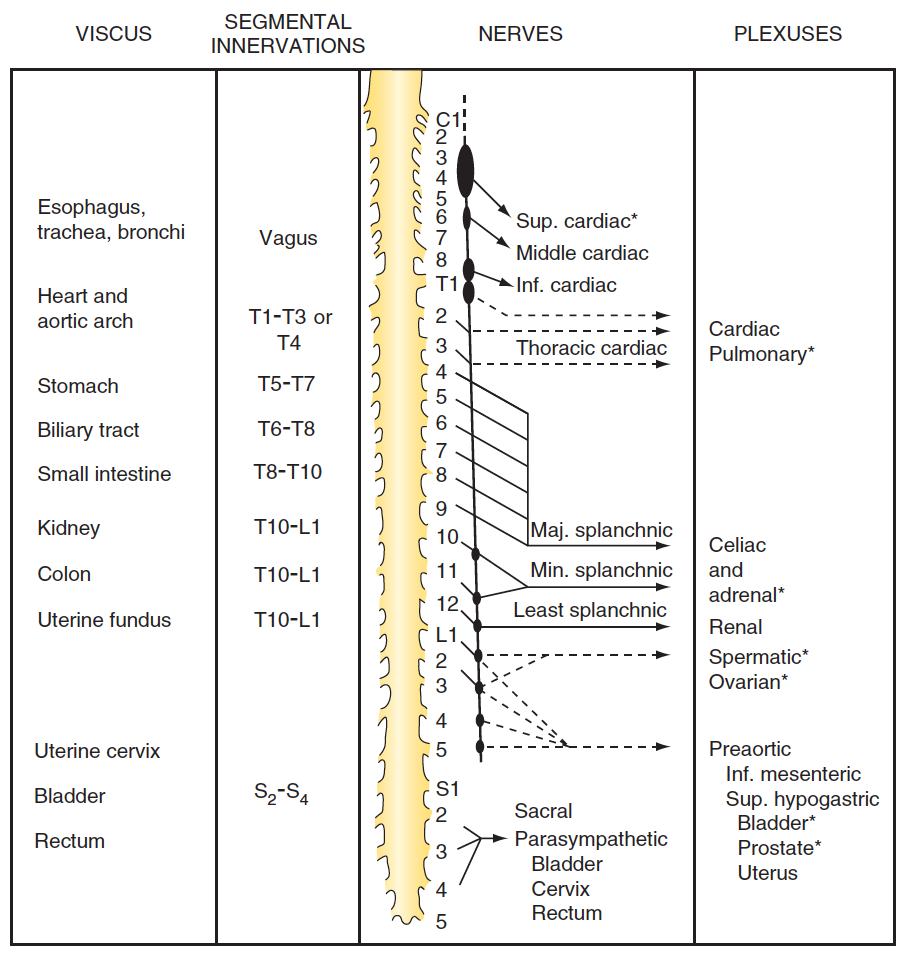 VISCUS
SEGMENTAL
INNERVATIONS
NERVES
PLEXUSES
Esophagus,
trachea, bronchi
Heart and
aortic arch
Stomach
Biliary tract
Small intestine
Kidney
Colon
Uterine fundus
Uterine cervix
Bladder
Rectum
Vagus
T1-T3 or
T4
T5-T7
T6-T8
T8-T10
T10-L1
T10-L1
T10-L1
S2-S4
C1
2
3
4
5
6
7
8
T1
2
3
4
5
6
7
8
9
10
11
12
L1
2
3
4
5
S1
2
3
4
5
Sup. cardiac*
Middle cardiac
Inf. cardiac
Thoracic cardiac
Maj. splanchnic
Min. splanchnic
Least splanchnic
Sacral
Parasympathetic
Bladder
Cervix
Rectum
Cardiac
Pulmonary*
Celiac
and
adrenal*
Renal
Spermatic*
Ovarian*
Preaortic
Inf. mesenteric
Sup. hypogastric
Bladder*
Prostate*
Uterus